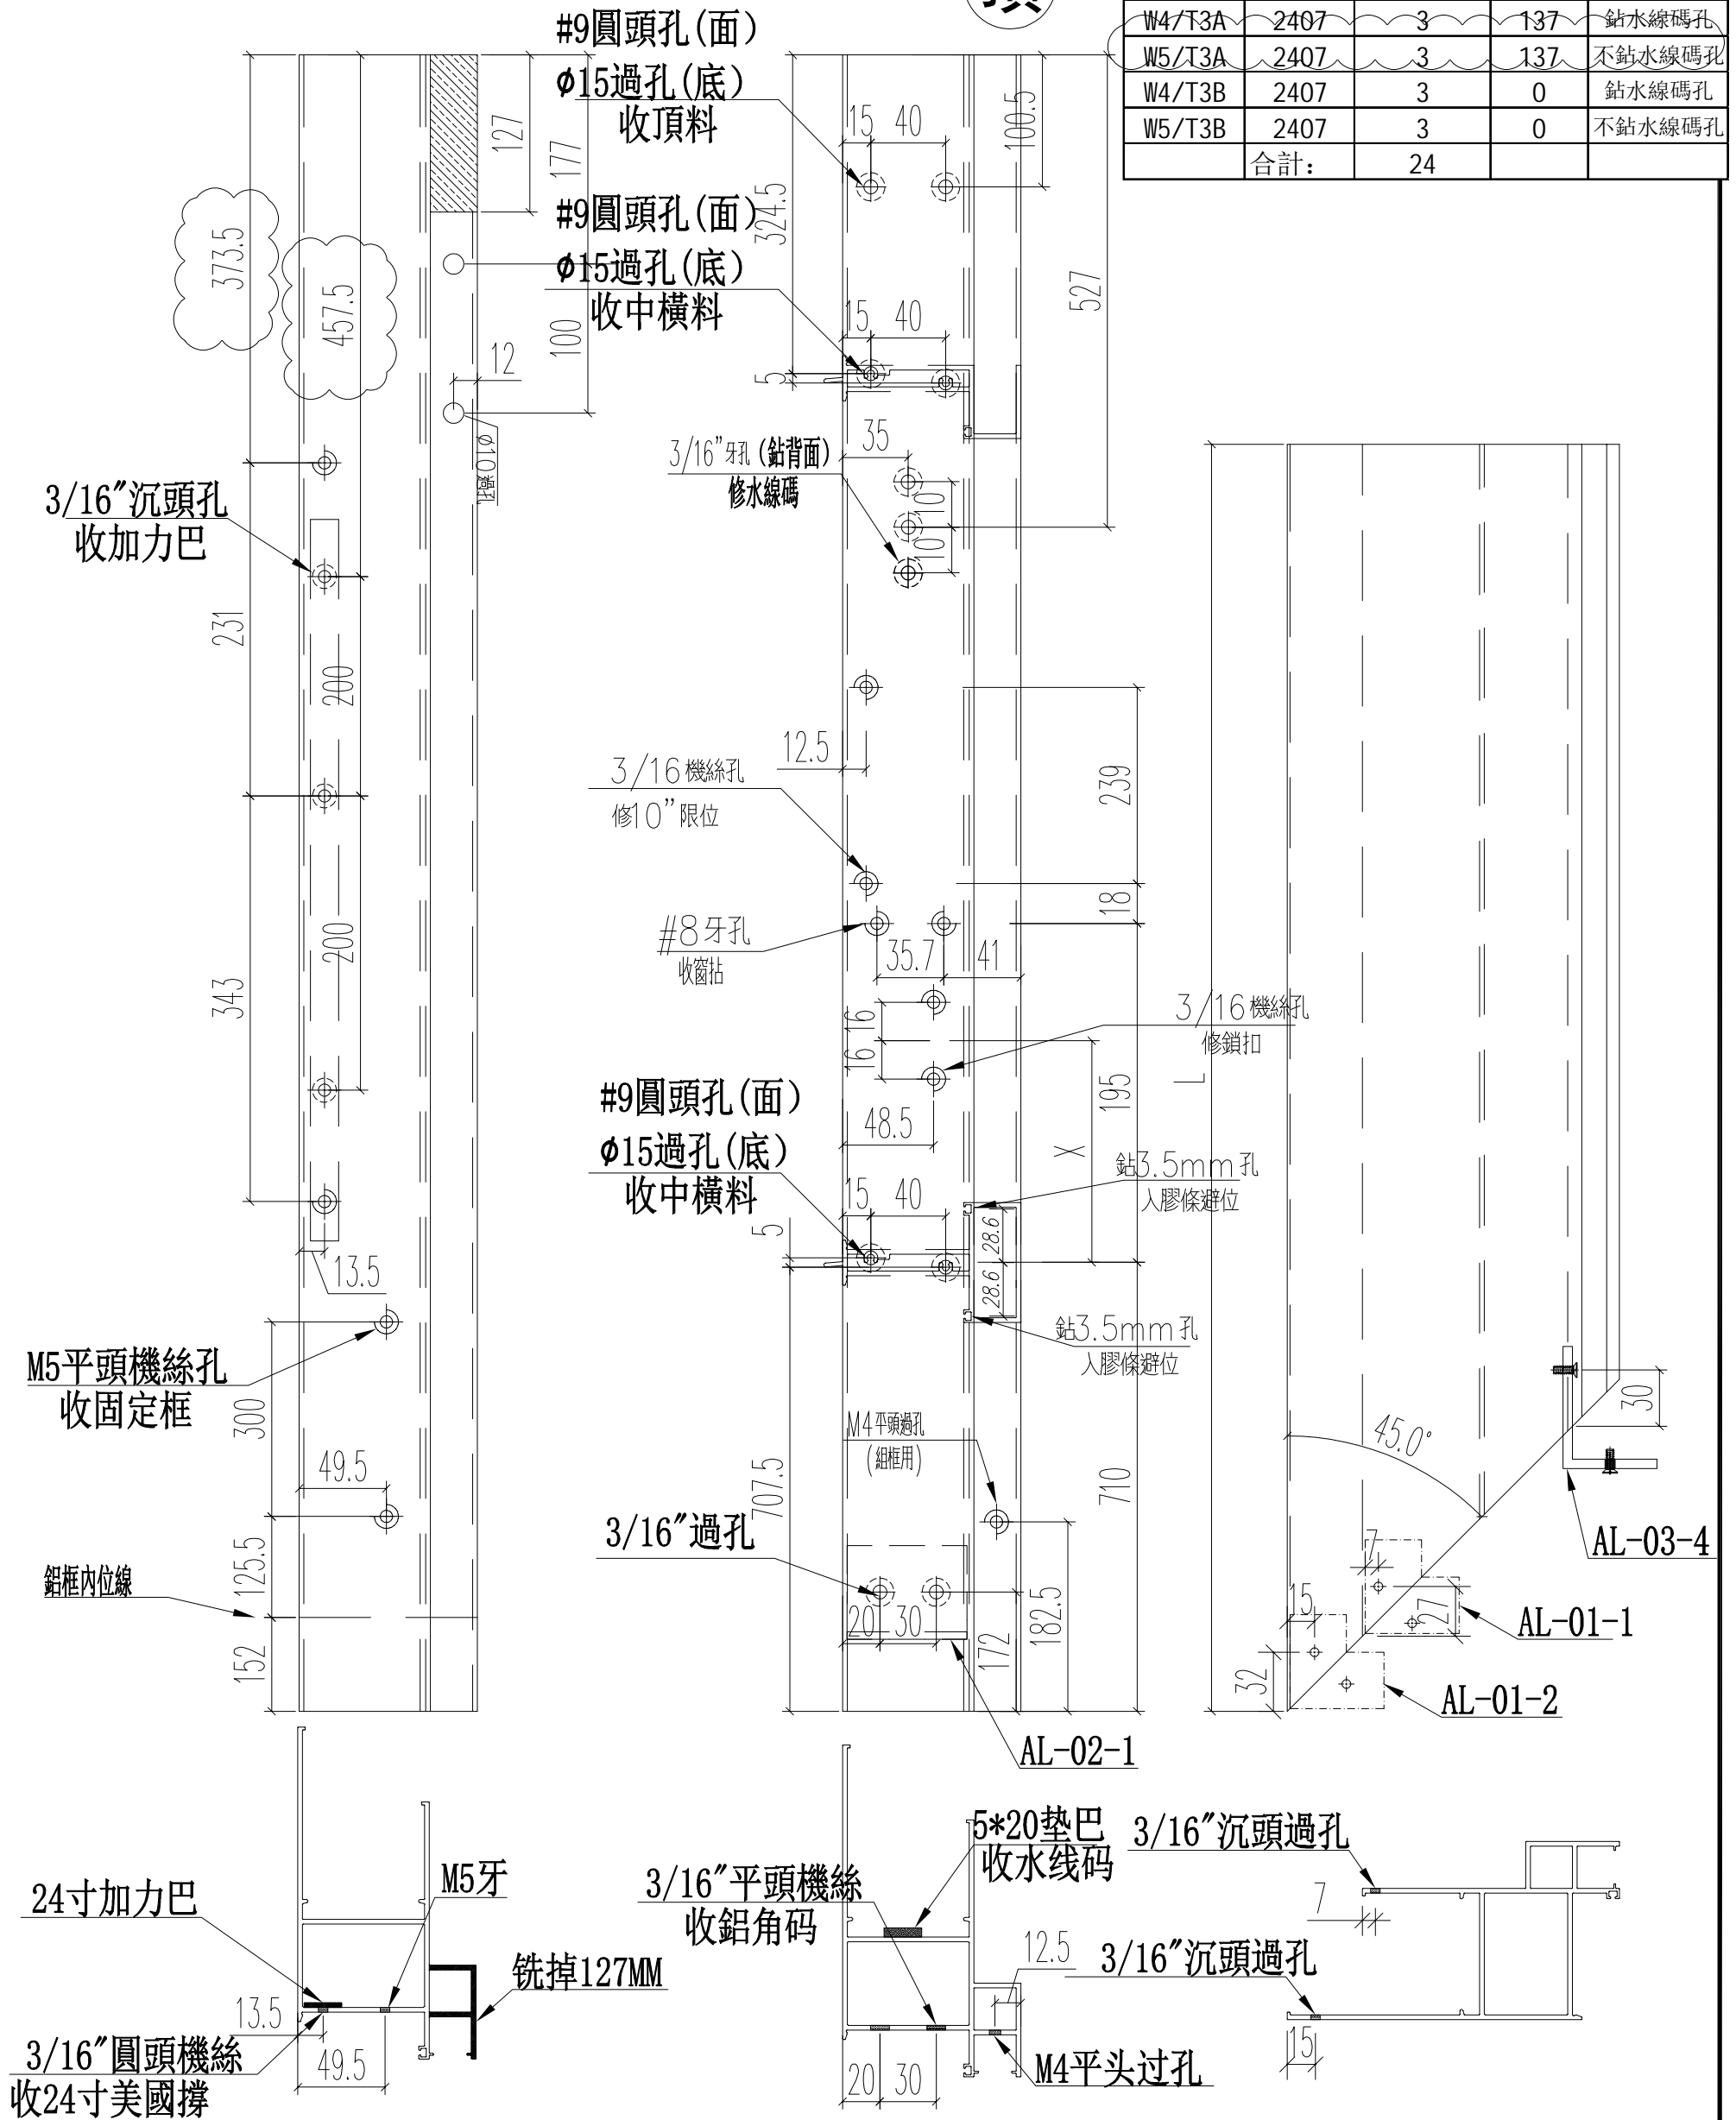 W4/T3A 2407 3 137 鉆水線碼孔
W5/T3A 2407 3 137 不鉆水線碼孔
W4/T3B 2407 3 0 鉆水線碼孔
W5/T3B 2407 3 0 不鉆水線碼孔
合計: 24
#9圓頭孔(面)
ϕ15過孔(底)
收頂料
#9圓頭孔(面)
ϕ15過孔(底)
收中橫料
373.5
457.5
127
177
100
12
ϕ10過孔
3/16"沉頭孔
收加力巴
231
200
200
343
13.5
M5平頭機絲孔
收固定框
300
49.5
125.5
鋁框內位線
152
15 40
100.5
324.5
527
15 40
5
35
3/16"牙孔(鉆背面)
修水線碼
10
10
12.5
3/16機絲孔
修10"限位
239
18
#8牙孔
收窗拈
35.7 41
16
16
3/16機絲孔
修鎖扣
L
195
48.5
X
#9圓頭孔(面)
ϕ15過孔(底)
收中橫料
15 40
5
鉆3.5mm孔
入膠條避位
28.6
28.6
鉆3.5mm孔
入膠條避位
M4平頭過孔
(組框用)
707.5
710
3/16"過孔
20 30
172
182.5
AL-02-1
45.0°
30
AL-03-4
7
15
27
AL-01-1
32
AL-01-2
24寸加力巴
M5牙
铣掉127MM
13.5
3/16"圓頭機絲
收24寸美國撐
49.5
5*20垫巴
收水线码
3/16"平頭機絲
收鋁角码
12.5
20 30
M4平头过孔
3/16"沉頭過孔
7
3/16"沉頭過孔
15